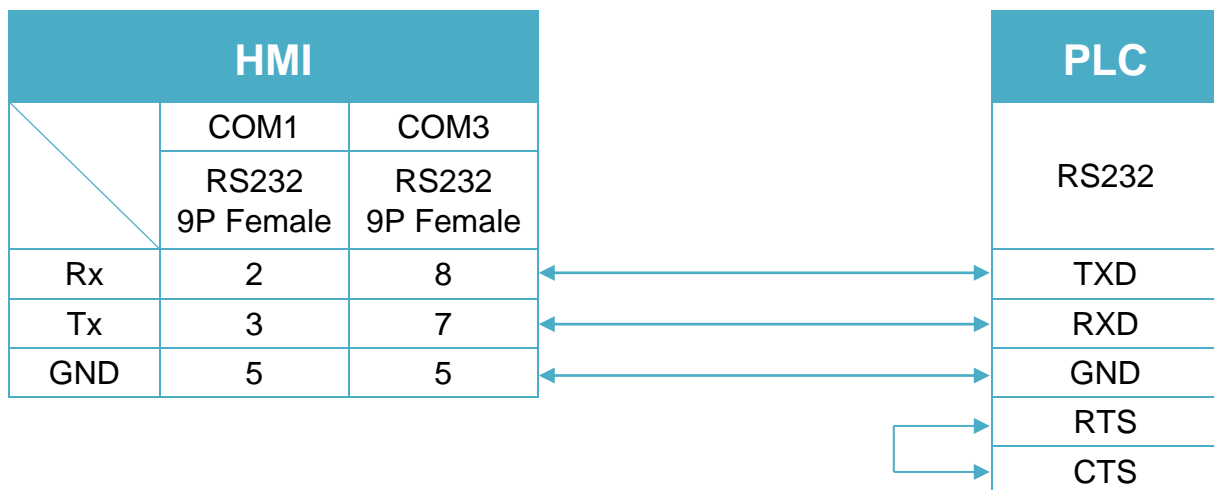 HMI PLC
COM1 COM3
RS232
RS232 RS232
9P Female 9P Female
Rx 2 8 TXD
Tx 3 7 RXD
GND 5 5 GND
RTS
CTS